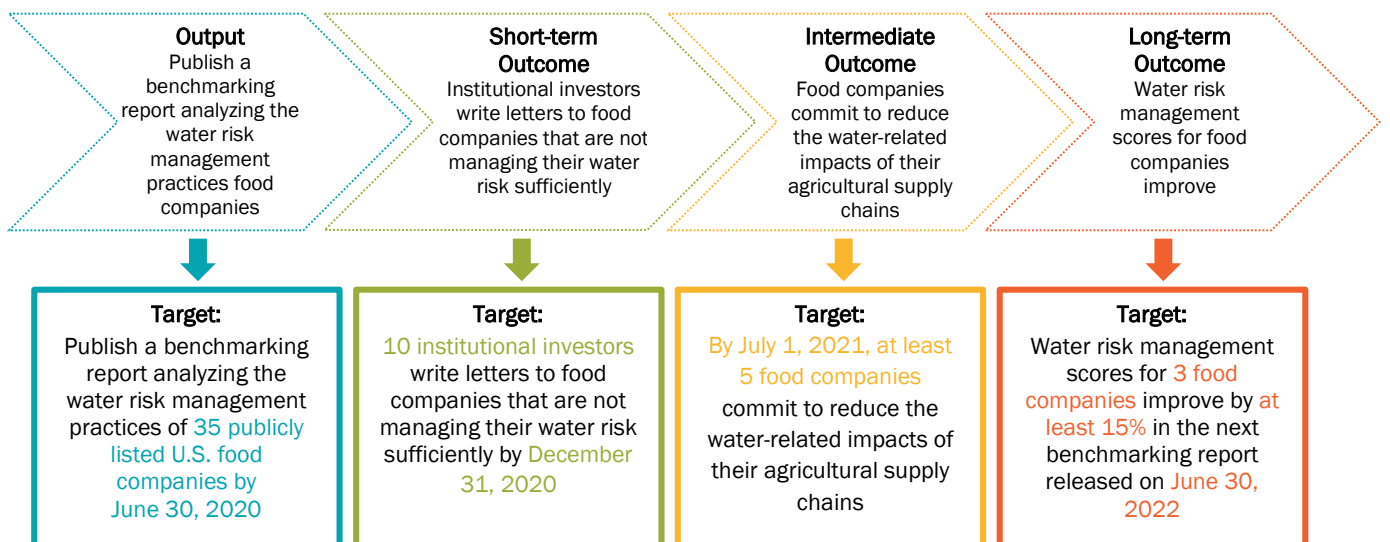 Output
Publish a
benchmarking
report analyzing the
water risk
management
practices food
companies
Short-term
Outcome
Institutional investors
write letters to food
companies that are not
managing their water
risk sufficiently
Intermediate
Outcome
Food companies
commit to reduce
the water-related
impacts of their
agricultural supply
chains
Long-term
Outcome
Water risk
management
scores for food
companies
improve
Target:
Publish a benchmarking
report analyzing the
water risk management
practices of 35 publicly
listed U.S. food
companies by
June 30, 2020
Target:
10 institutional investors
write letters to food
companies that are not
managing their water risk
sufficiently by December
31, 2020
Target:
By July 1, 2021, at least
5 food companies
commit to reduce the
water-related impacts of
their agricultural supply
chains
Target:
Water risk management
scores for 3 food
companies improve by at
least 15% in the next
benchmarking report
released on June 30,
2022